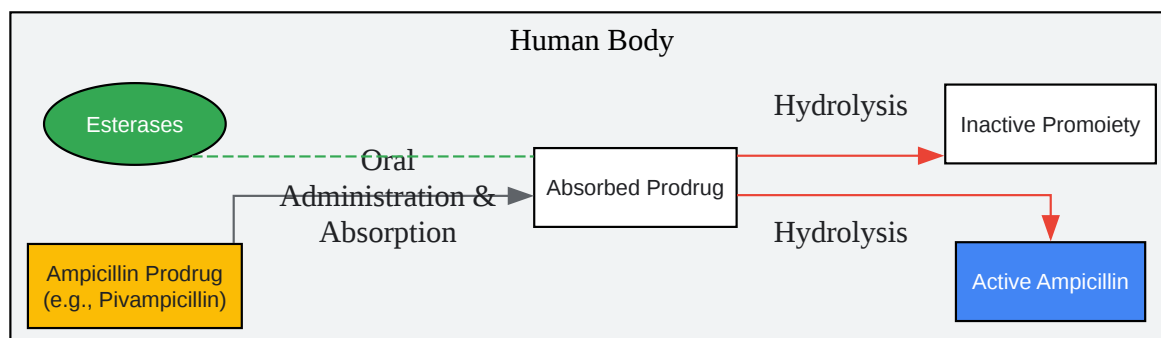 Human Body
Esterases
Hydrolysis
Inactive Promoiety
Oral
Administration &
Absorption
Absorbed Prodrug
Hydrolysis
Ampicillin Prodrug
(e.g., Pivampicillin)
Active Ampicillin